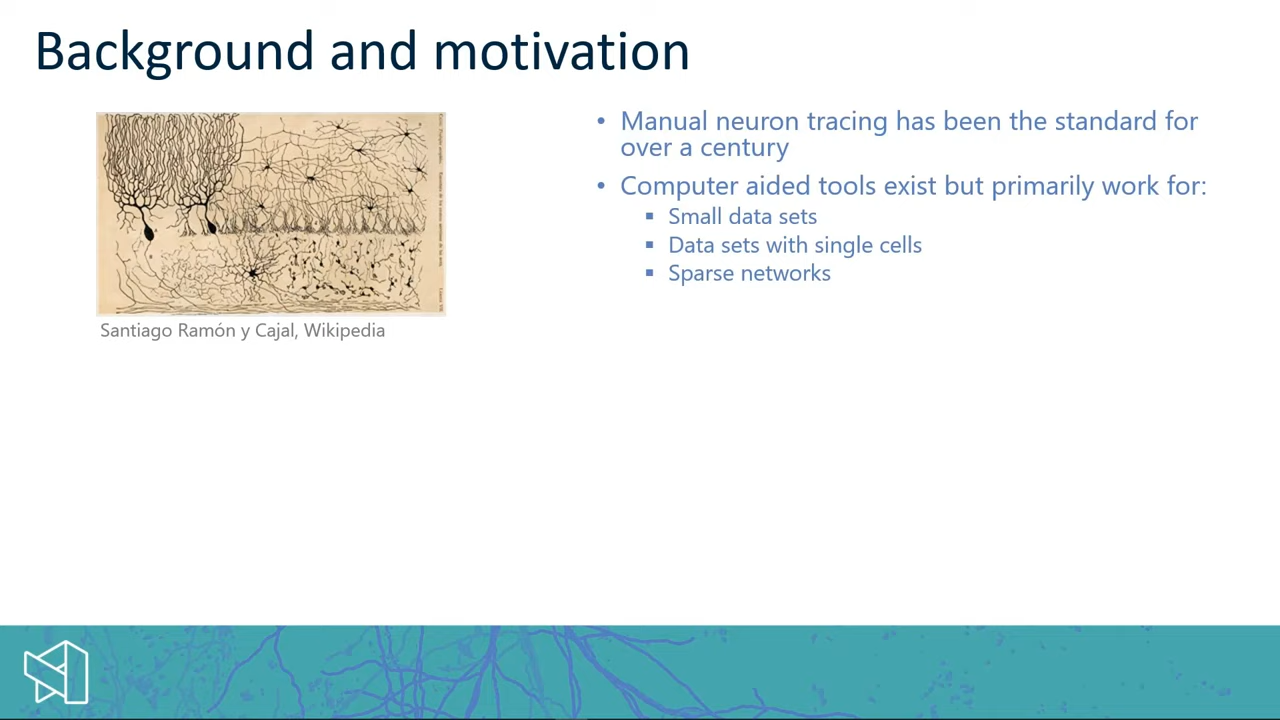 Background and motivation
Santiago Ramón y Cajal, Wikipedia
• Manual neuron tracing has been the standard for
over a century
• Computer aided tools exist but primarily work for:
▪ Small data sets
▪ Data sets with single cells
▪ Sparse networks